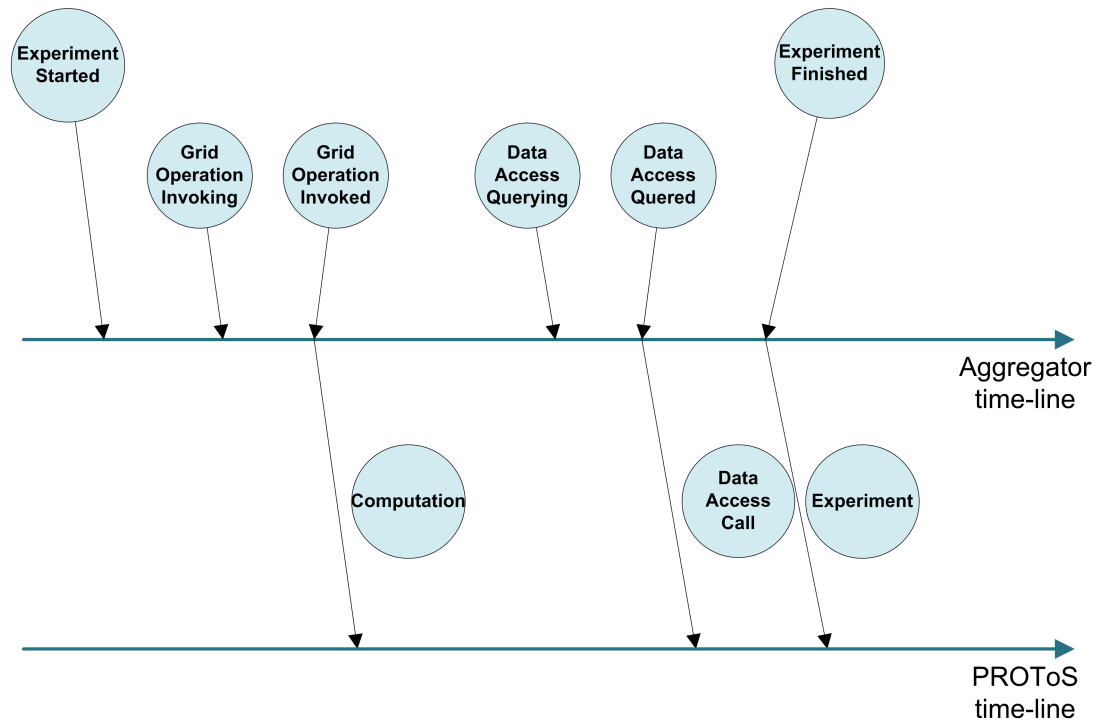 Experiment
Started
Experiment
Finished
Grid
Operation
Invoking
Grid
Operation
Invoked
Data
Access
Querying
Data
Access
Quered
Aggregator
time-line
Computation
Data
Access
Call
Experiment
PROToS
time-line